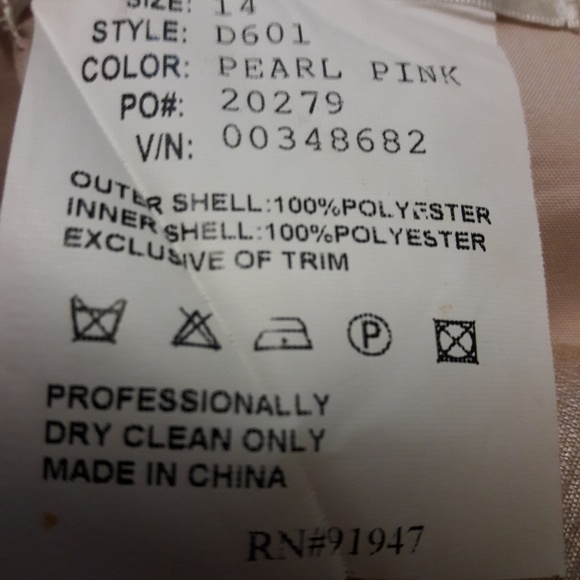 SIZE: 14
STYLE: D601
COLOR: PEARL PINK
PO#: 20279
V/N: 00348682
OUTER SHELL:100%POLYESTER
INNER SHELL:100%POLYESTER
EXCLUSIVE OF TRIM
P
PROFESSIONALLY
DRY CLEAN ONLY
MADE IN CHINA
RN#91947